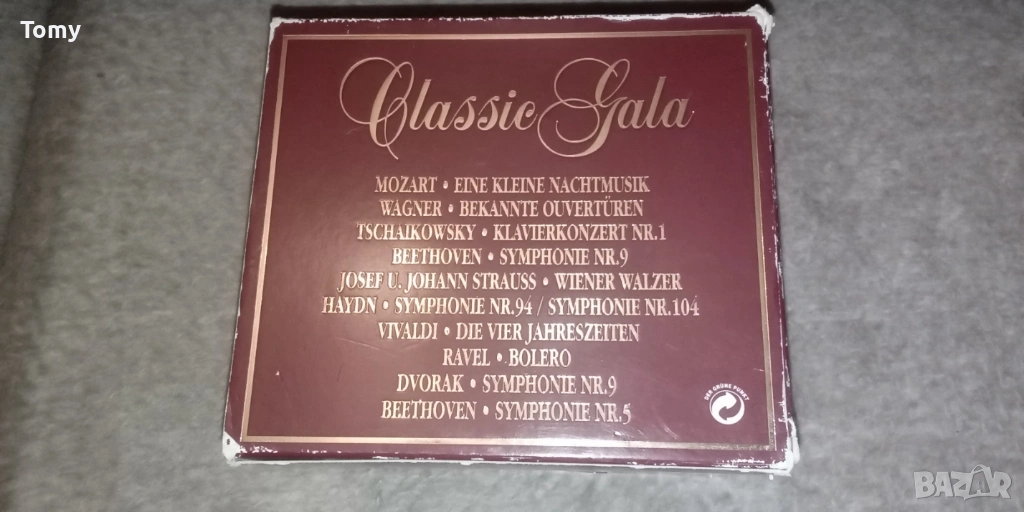 Tomy
Classic Gala
MOZART • EINE KLEINE NACHTMUSIK
WAGNER • BEKANNTE OUVERTÜREN
TSCHAIKOWSKY • KLAVIERKONZERT NR.1
BEETHOVEN • SYMPHONIE NR.9
JOSEF U. JOHANN STRAUSS • WIENER WALZER
HAYDN • SYMPHONIE NR.94 / SYMPHONIE NR.104
VIVALDI • DIE VIER JAHRESZEITEN
RAVEL • BOLERO
DVORAK • SYMPHONIE NR.9
BEETHOVEN • SYMPHONIE NR.5
DER GRÜNE PUNKT
BAZAR